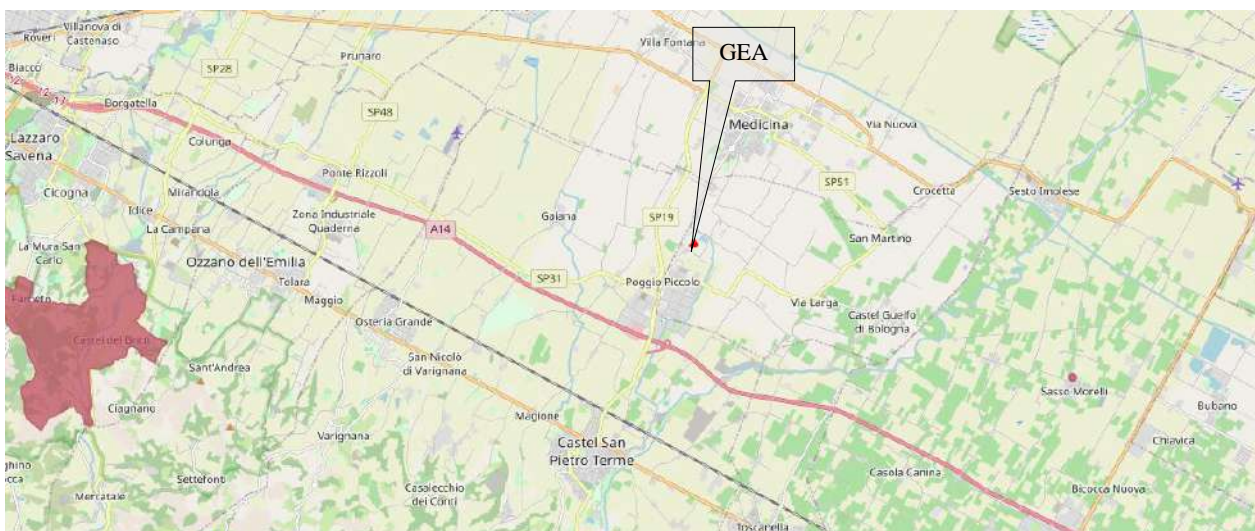 Villanova di
Castenaso
Roveri
Biacco
Borgatella
Lazzaro
Savena
Cicogna
Idice
La Mura San
Carlo
Farneto
Castel dei Britti
Ciagnano
Mercatale
Settefonti
Sant'Andrea
SP28
Prunaro
SP48
Colunga
Mirandola
La Campana
Ponte Rizzoli
Zona Industriale
Quaderna
Ozzano dell'Emilia
Tolara
Maggio
Osteria Grande
San Nicolò
di Varignana
Varignana
Casalecchio
dei Conti
Magione
Castel San
Pietro Terme
Toscanella
A14
Gaiana
SP31
SP19
Poggio Piccolo
Villa Fontana
GEA
Medicina
Via Nuova
SP51
Crocetta
Sesto Imolese
San Martino
Via Larga
Castel Guelfo
di Bologna
Sasso Morelli
Bubano
Chiavica
Casola Canina
Bicocca Nuova